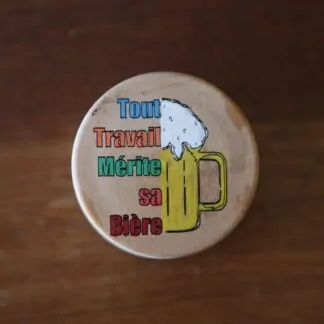 Tout
Travail
Mérite
sa
Bière